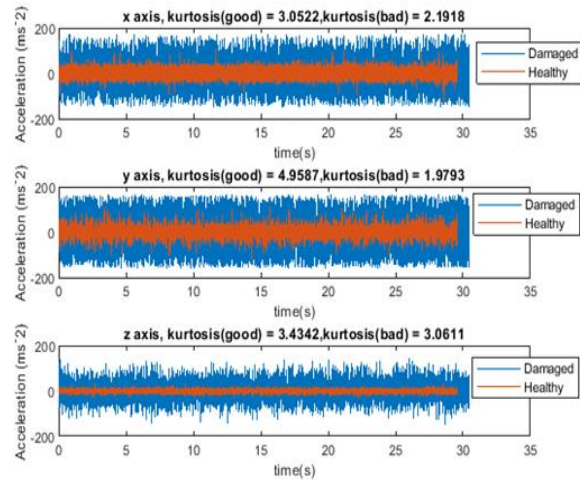 x axis, kurtosis(good) = 3.0522,kurtosis(bad) = 2.1918
Acceleration (ms^-2)
200
0
-200
0 5 10 15 20 25 30 35
time(s)
Damaged
Healthy
y axis, kurtosis(good) = 4.9587,kurtosis(bad) = 1.9793
Acceleration (ms^-2)
200
0
-200
0 5 10 15 20 25 30 35
time(s)
Damaged
Healthy
z axis, kurtosis(good) = 3.4342,kurtosis(bad) = 3.0611
Acceleration (ms^-2)
200
0
-200
0 5 10 15 20 25 30 35
time(s)
Damaged
Healthy